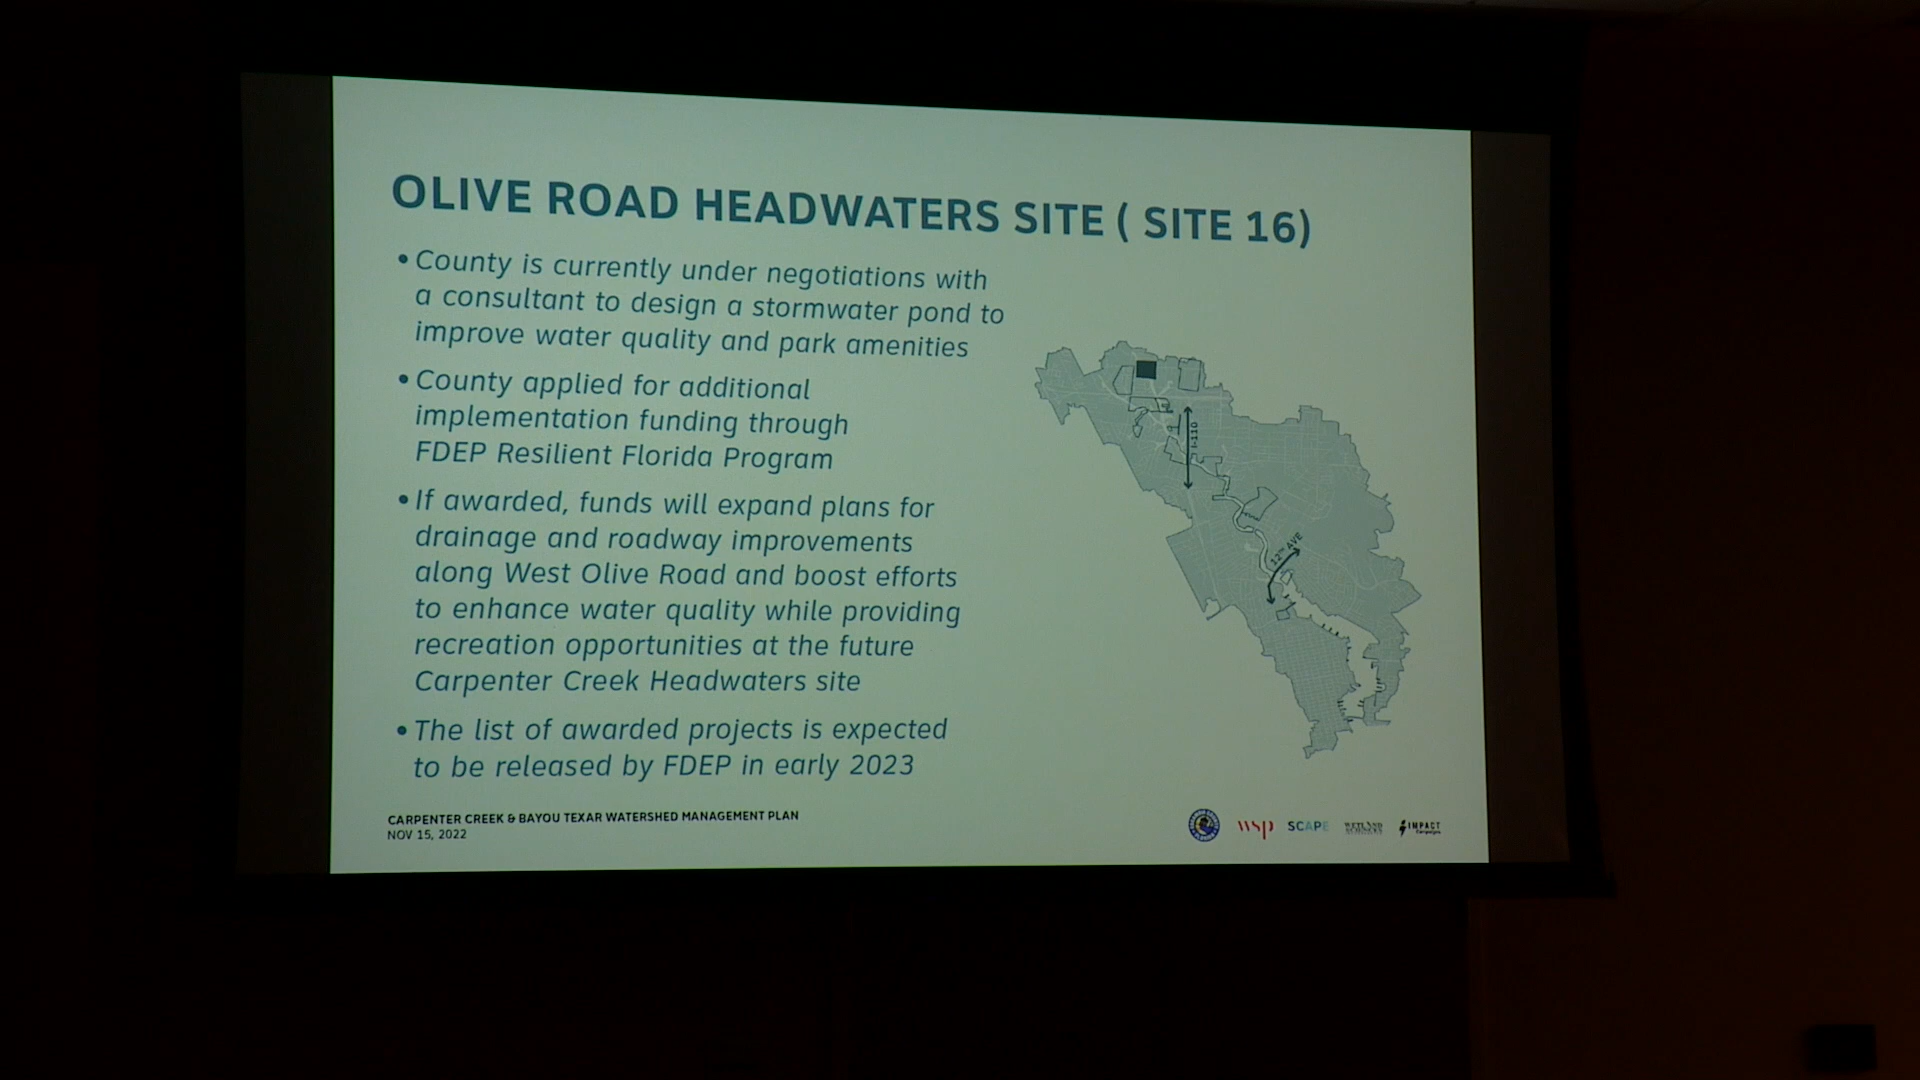 OLIVE ROAD HEADWATERS SITE ( SITE 16)
• County is currently under negotiations with
a consultant to design a stormwater pond to
improve water quality and park amenities
• County applied for additional
implementation funding through
FDEP Resilient Florida Program
• If awarded, funds will expand plans for
drainage and roadway improvements
along West Olive Road and boost efforts
to enhance water quality while providing
recreation opportunities at the future
Carpenter Creek Headwaters site
• The list of awarded projects is expected
to be released by FDEP in early 2023
I-110
12TH AVE
CARPENTER CREEK & BAYOU TEXAR WATERSHED MANAGEMENT PLAN
NOV 15, 2022
wsp
SCAPE
WETLAND
SCIENCES
IMPACT
Campaigns